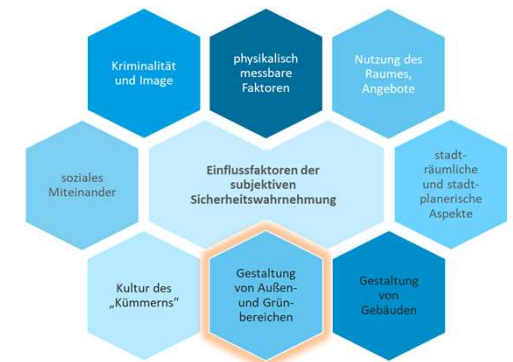 Kriminalität
und Image
physikalisch
messbare
Faktoren
Nutzung des
Raumes,
Angebote
soziales
Miteinander
Einflussfaktoren der
subjektiven
Sicherheitswahrnehmung
stadt-
räumliche
und stadt-
planerische
Aspekte
Kultur des
„Kümmerns“
Gestaltung
von Außen-
und Grün-
bereichen
Gestaltung
von
Gebäuden